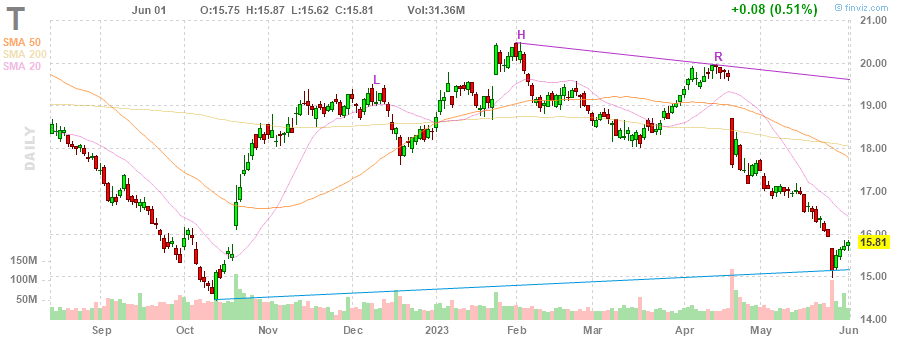 T
Jun 01 O:15.75 H:15.87 L:15.62 C:15.81 Vol:31.36M +0.08 (0.51%)
© finviz.com
SMA 50
SMA 200
SMA 20
DAILY
L
H
R
21.00
20.00
19.00
18.00
17.00
16.00
15.81
15.00
14.00
150M
100M
50M
Sep Oct Nov Dec 2023 Feb Mar Apr May Jun